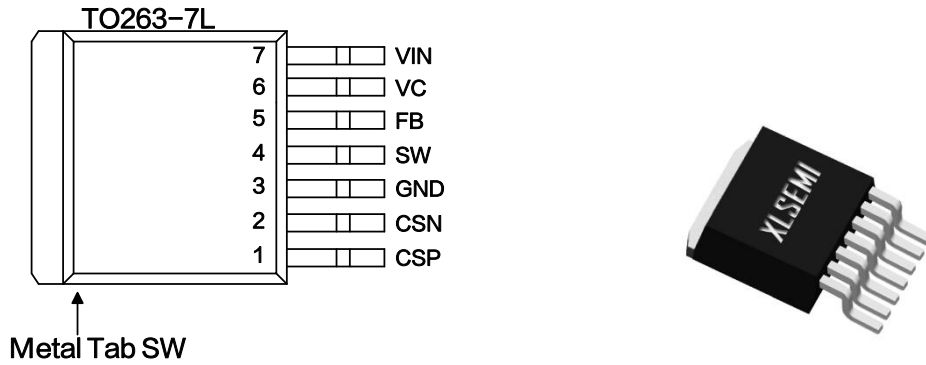 TO263-7L
7 VIN
6 VC
5 FB
4 SW
3 GND
2 CSN
1 CSP
Metal Tab SW
XLSEMI